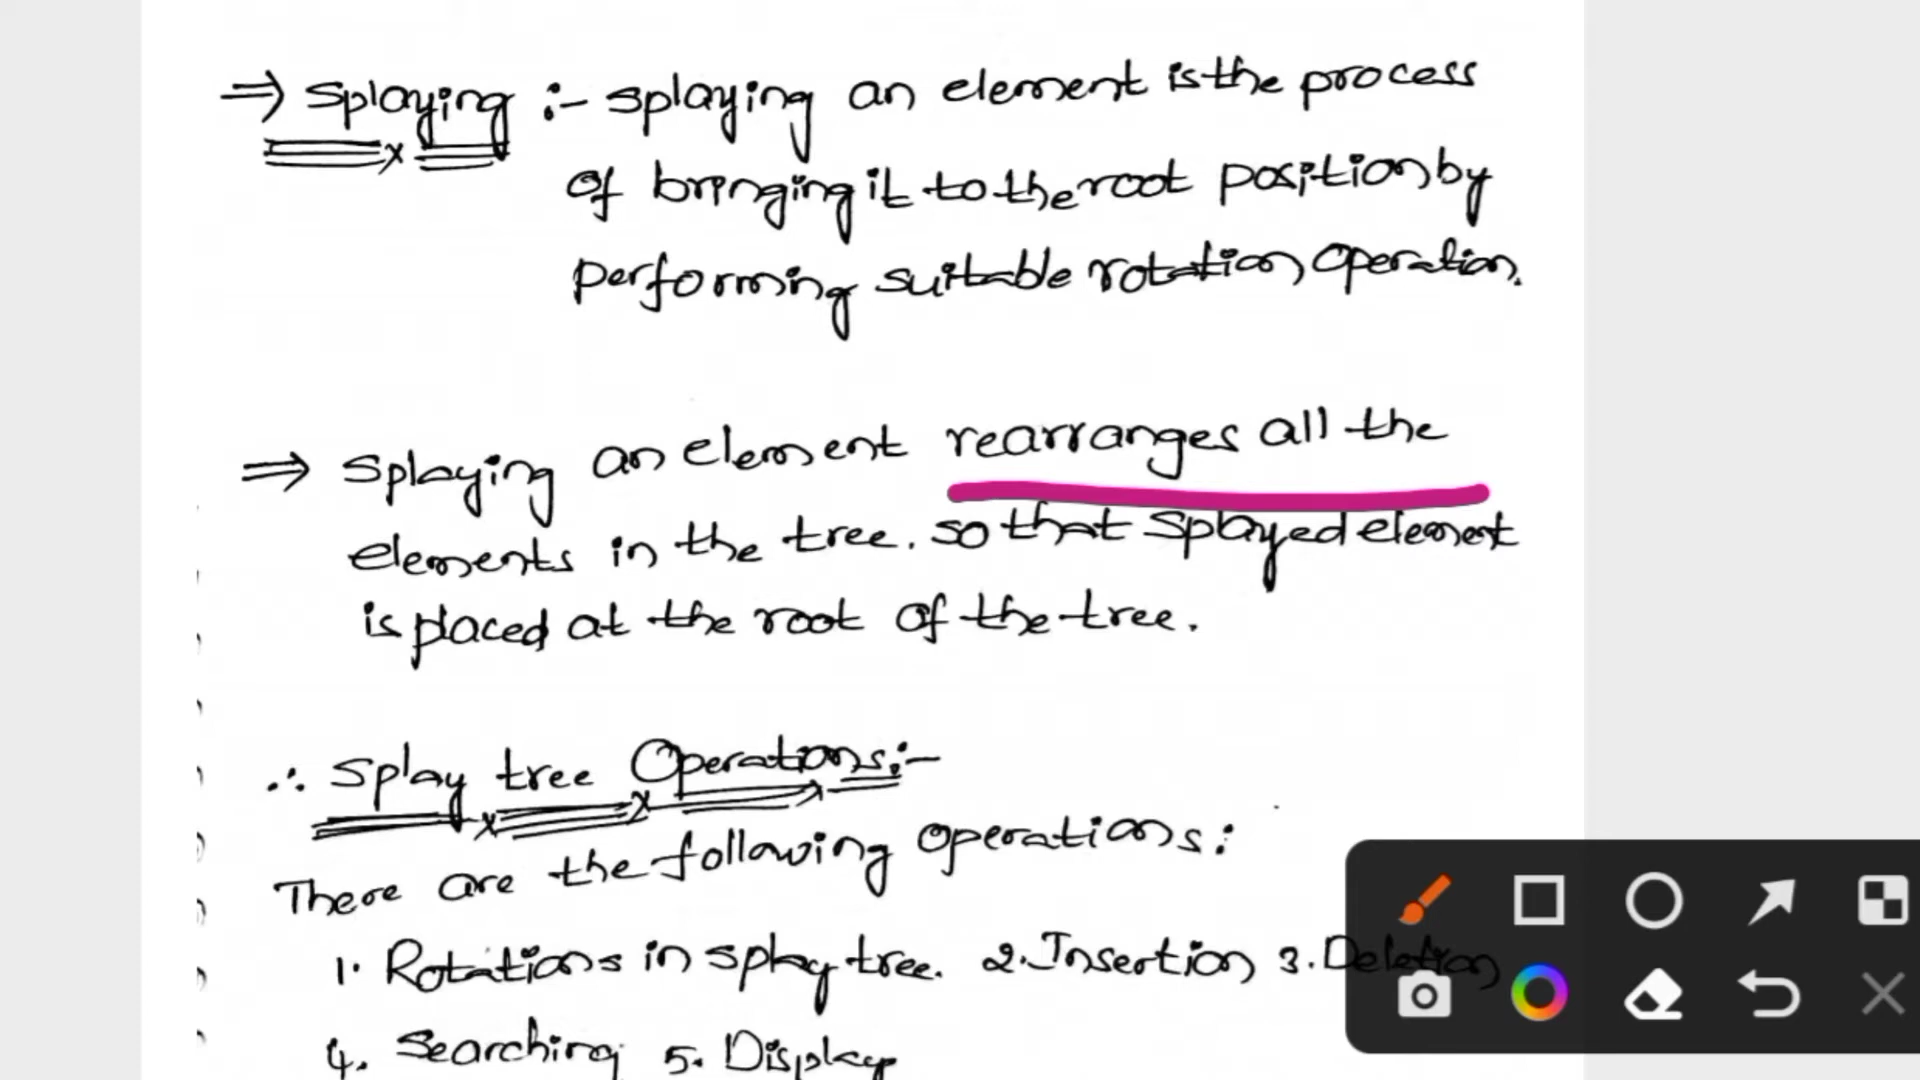 ⇒ Splaying :- splaying an element is the process
of bringing it to the root position by
performing suitable rotation operation.
⇒ Splaying an element rearranges all the
elements in the tree. so that splayed element
is placed at the root of the tree.
∴ Splay tree Operations:-
There are the following operations:
1. Rotations in splay tree. 2. Insertion 3. Deletion
4. Searching 5. Display